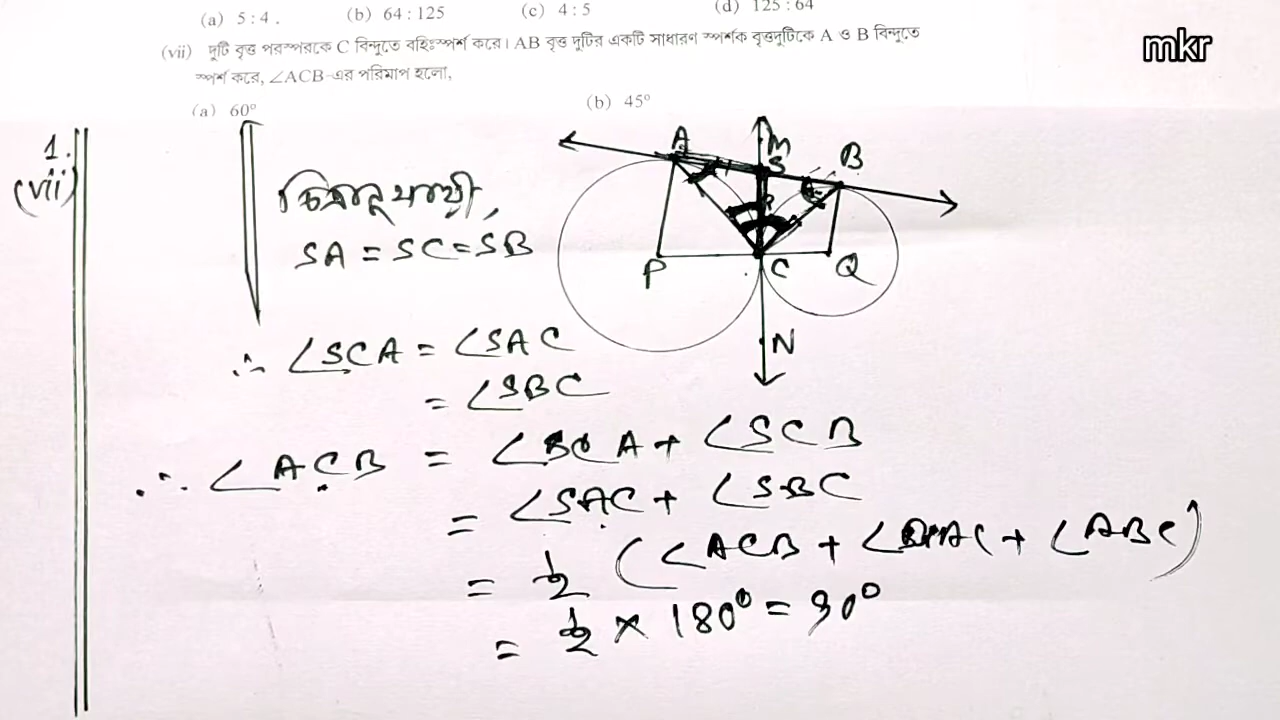 (a) 5 : 4 . (b) 64 : 125 (c) 4 : 5 (d) 125 : 64
(vii) দুটি বৃত্ত পরস্পরকে C বিন্দুতে বহিঃস্পর্শ করে। AB বৃত্ত দুটির একটি সাধারণ স্পর্শক বৃত্তদুটিকে A ও B বিন্দুতে
স্পর্শ করে, ∠ACB-এর পরিমাপ হলো,
mkr
(a) 60° (b) 45°
1.
(vii)
A M S B
P C Q
N
চিত্রানুযায়ী,
SA = SC = SB
∴ ∠SCA = ∠SAC
= ∠SBC
∴ ∠ACB = ∠ CA + ∠SCB
= ∠SAC + ∠SBC
= 1/2 (∠ACB + ∠ AC + ∠ABC)
= 1/2 × 180° = 90°